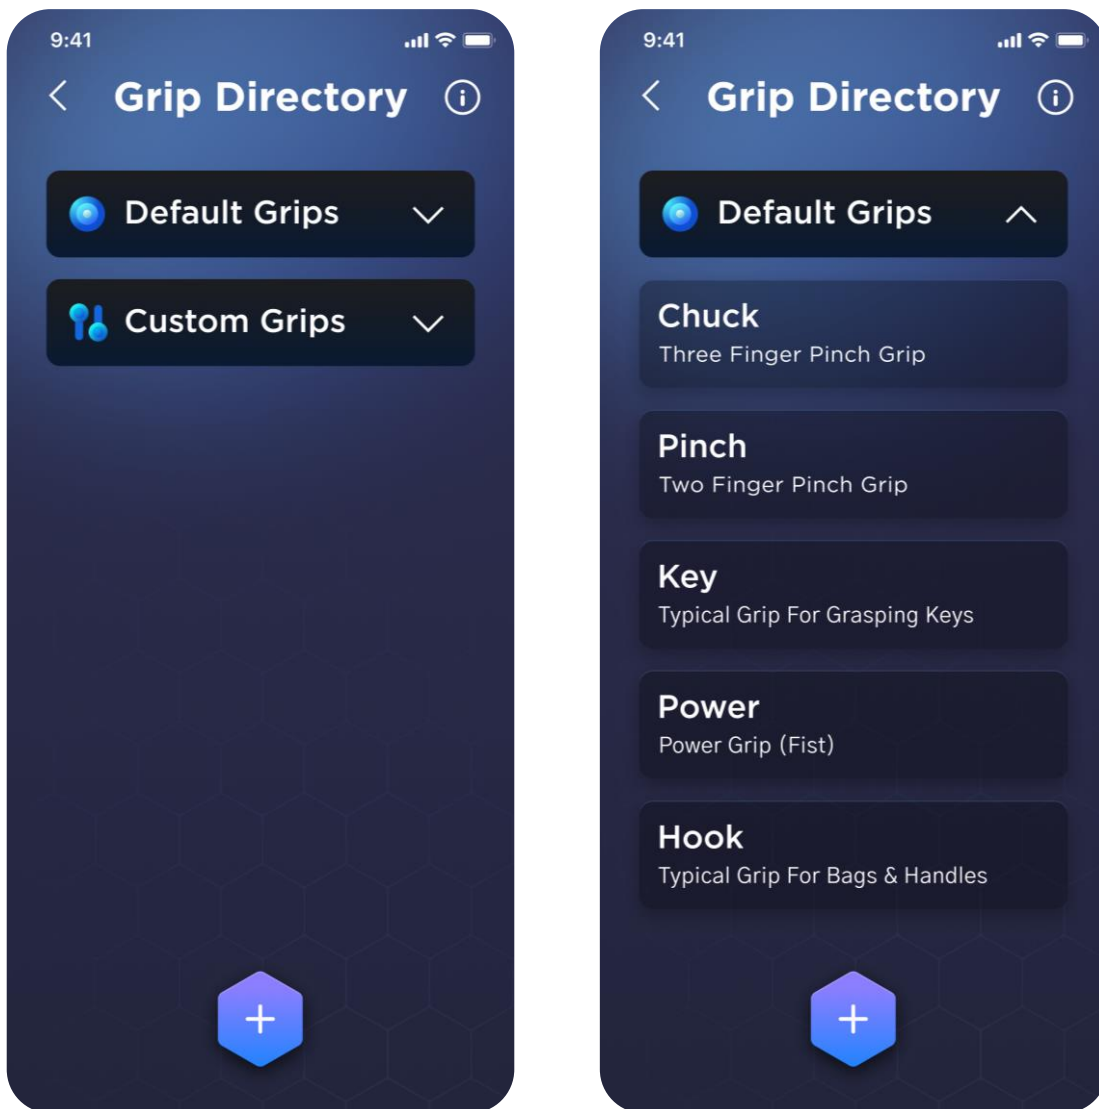 9:41
Grip Directory
Default Grips
Custom Grips
9:41
Grip Directory
Default Grips
Chuck
Three Finger Pinch Grip
Pinch
Two Finger Pinch Grip
Key
Typical Grip For Grasping Keys
Power
Power Grip (Fist)
Hook
Typical Grip For Bags & Handles